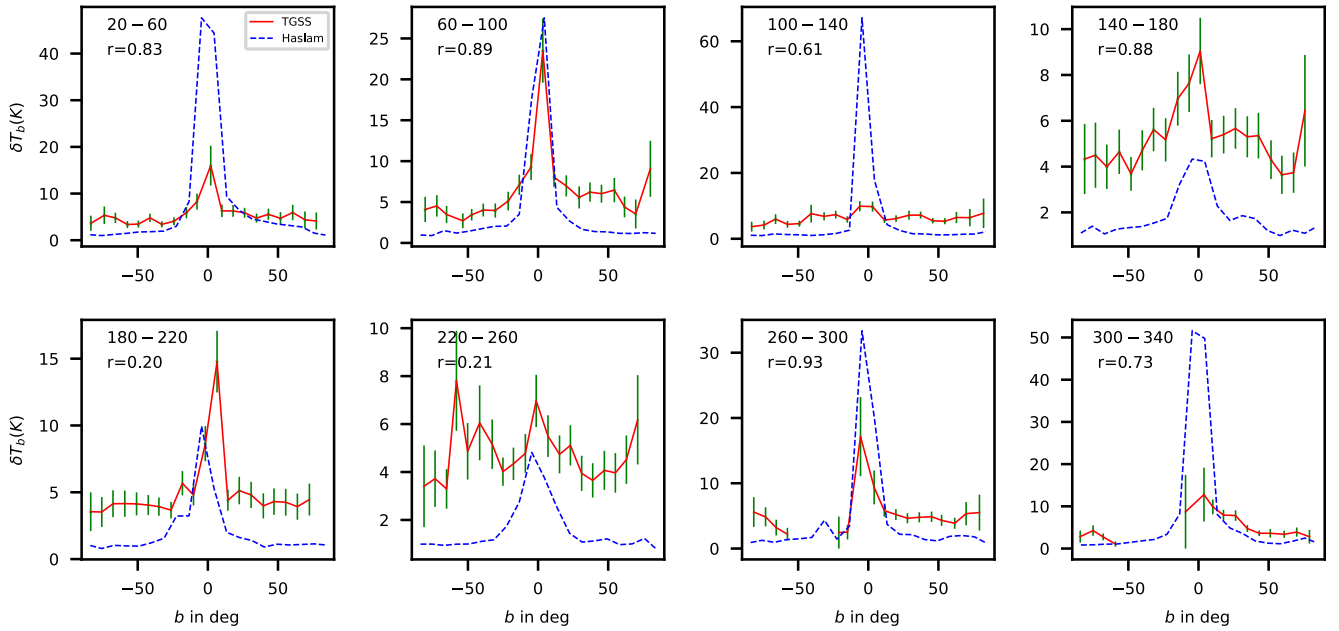 20−60
r=0.83
TGSS
Haslam
60−100
r=0.89
100−140
r=0.61
140−180
r=0.88
δT_b(K)
50
40
30
20
10
0
25
20
15
10
5
0
60
40
20
0
10
8
6
4
2
−50 0 50
−50 0 50
−50 0 50
−50 0 50
180−220
r=0.20
220−260
r=0.21
260−300
r=0.93
300−340
r=0.73
δT_b(K)
15
10
5
0
10
8
6
4
2
30
20
10
0
50
40
30
20
10
0
−50 0 50
−50 0 50
−50 0 50
−50 0 50
b in deg
b in deg
b in deg
b in deg